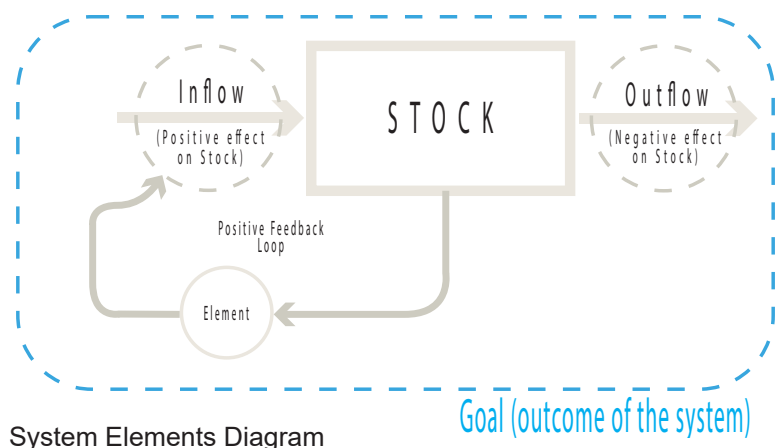 Inflow
(Positive effect
on Stock)
STOCK
Outflow
(Negative effect
on Stock)
Positive Feedback
Loop
Element
Goal (outcome of the system)
System Elements Diagram